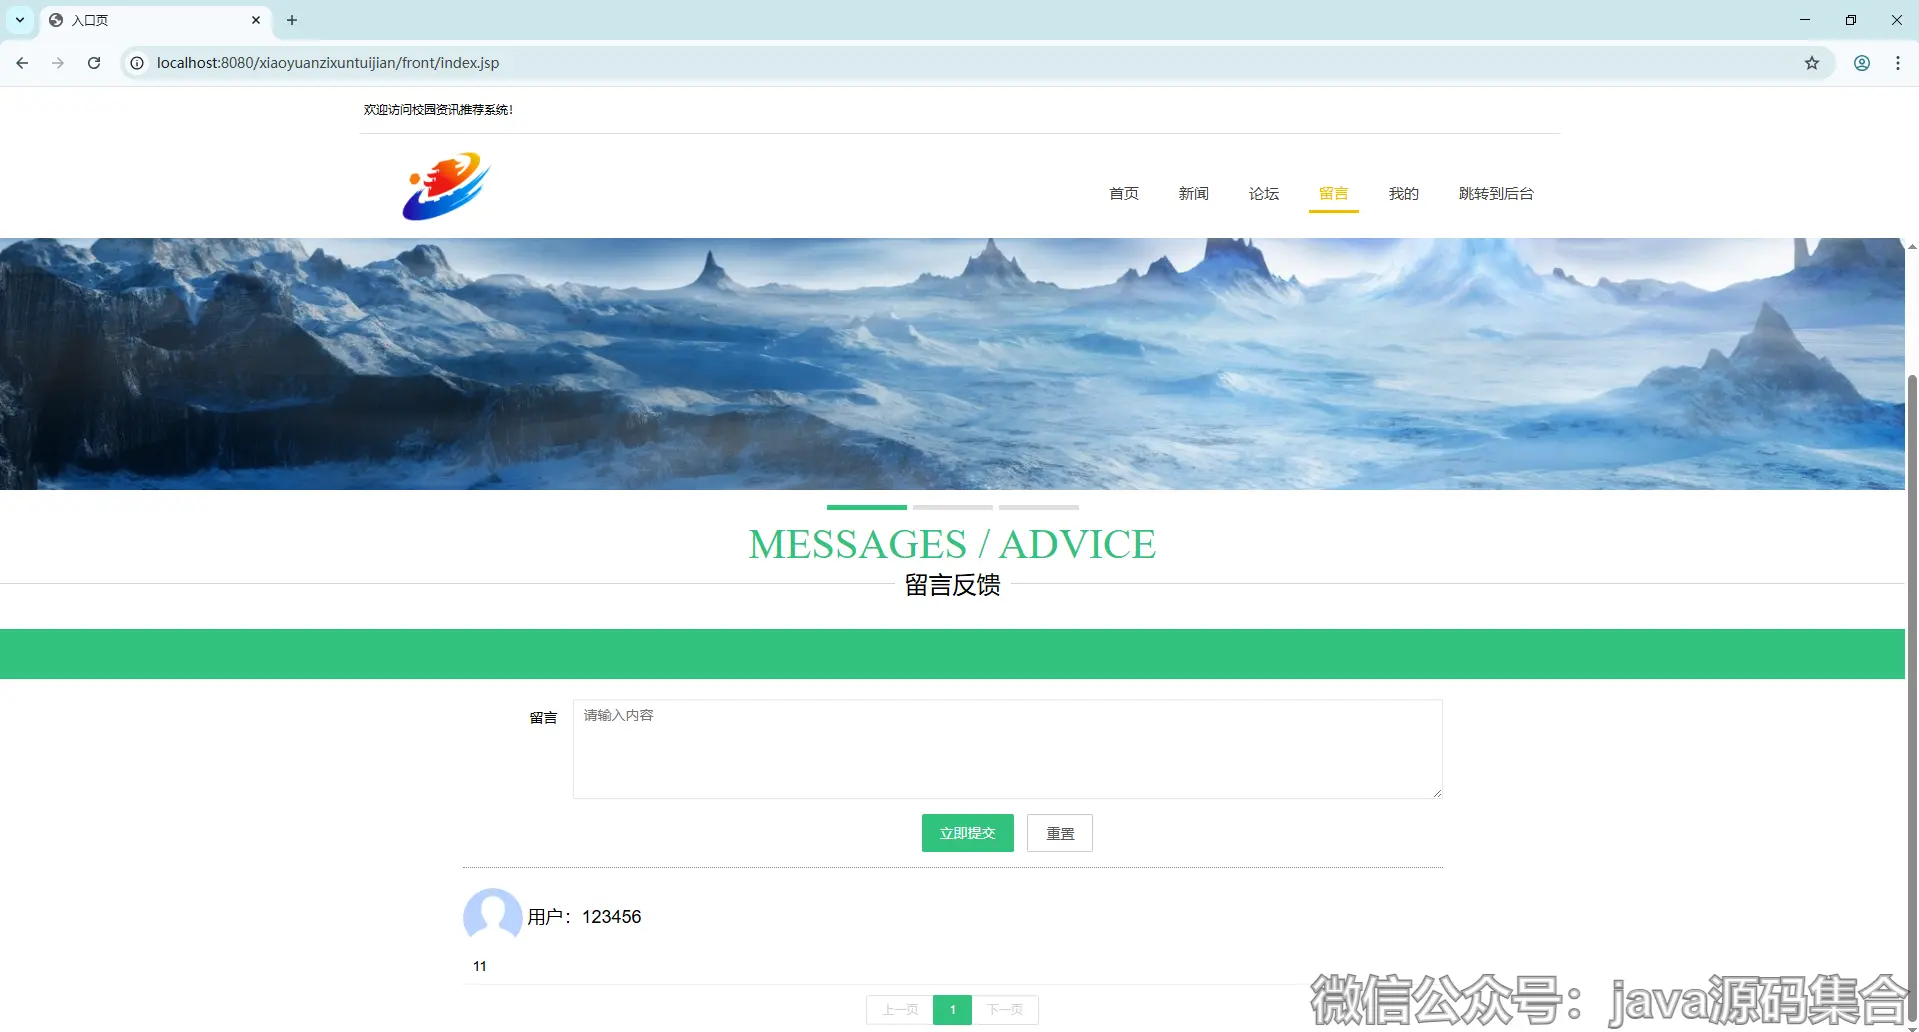 入口页
localhost:8080/xiaoyuanzixuntuijian/front/index.jsp
欢迎访问校园资讯推荐系统!
首页 新闻 论坛 留言 我的 跳转到后台
MESSAGES / ADVICE
留言反馈
留言 请输入内容
立即提交 重置
用户：123456
11
上一页 1 下一页
微信公众号：java源码集合